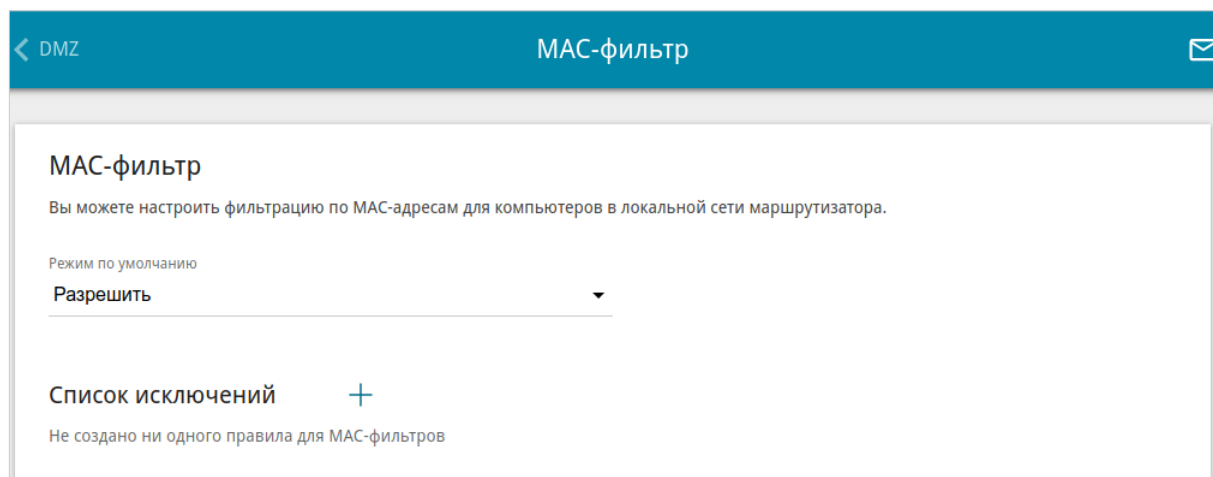 DMZ
MAC-фильтр
MAC-фильтр
Вы можете настроить фильтрацию по MAC-адресам для компьютеров в локальной сети маршрутизатора.
Режим по умолчанию
Разрешить
Список исключений
Не создано ни одного правила для MAC-фильтров